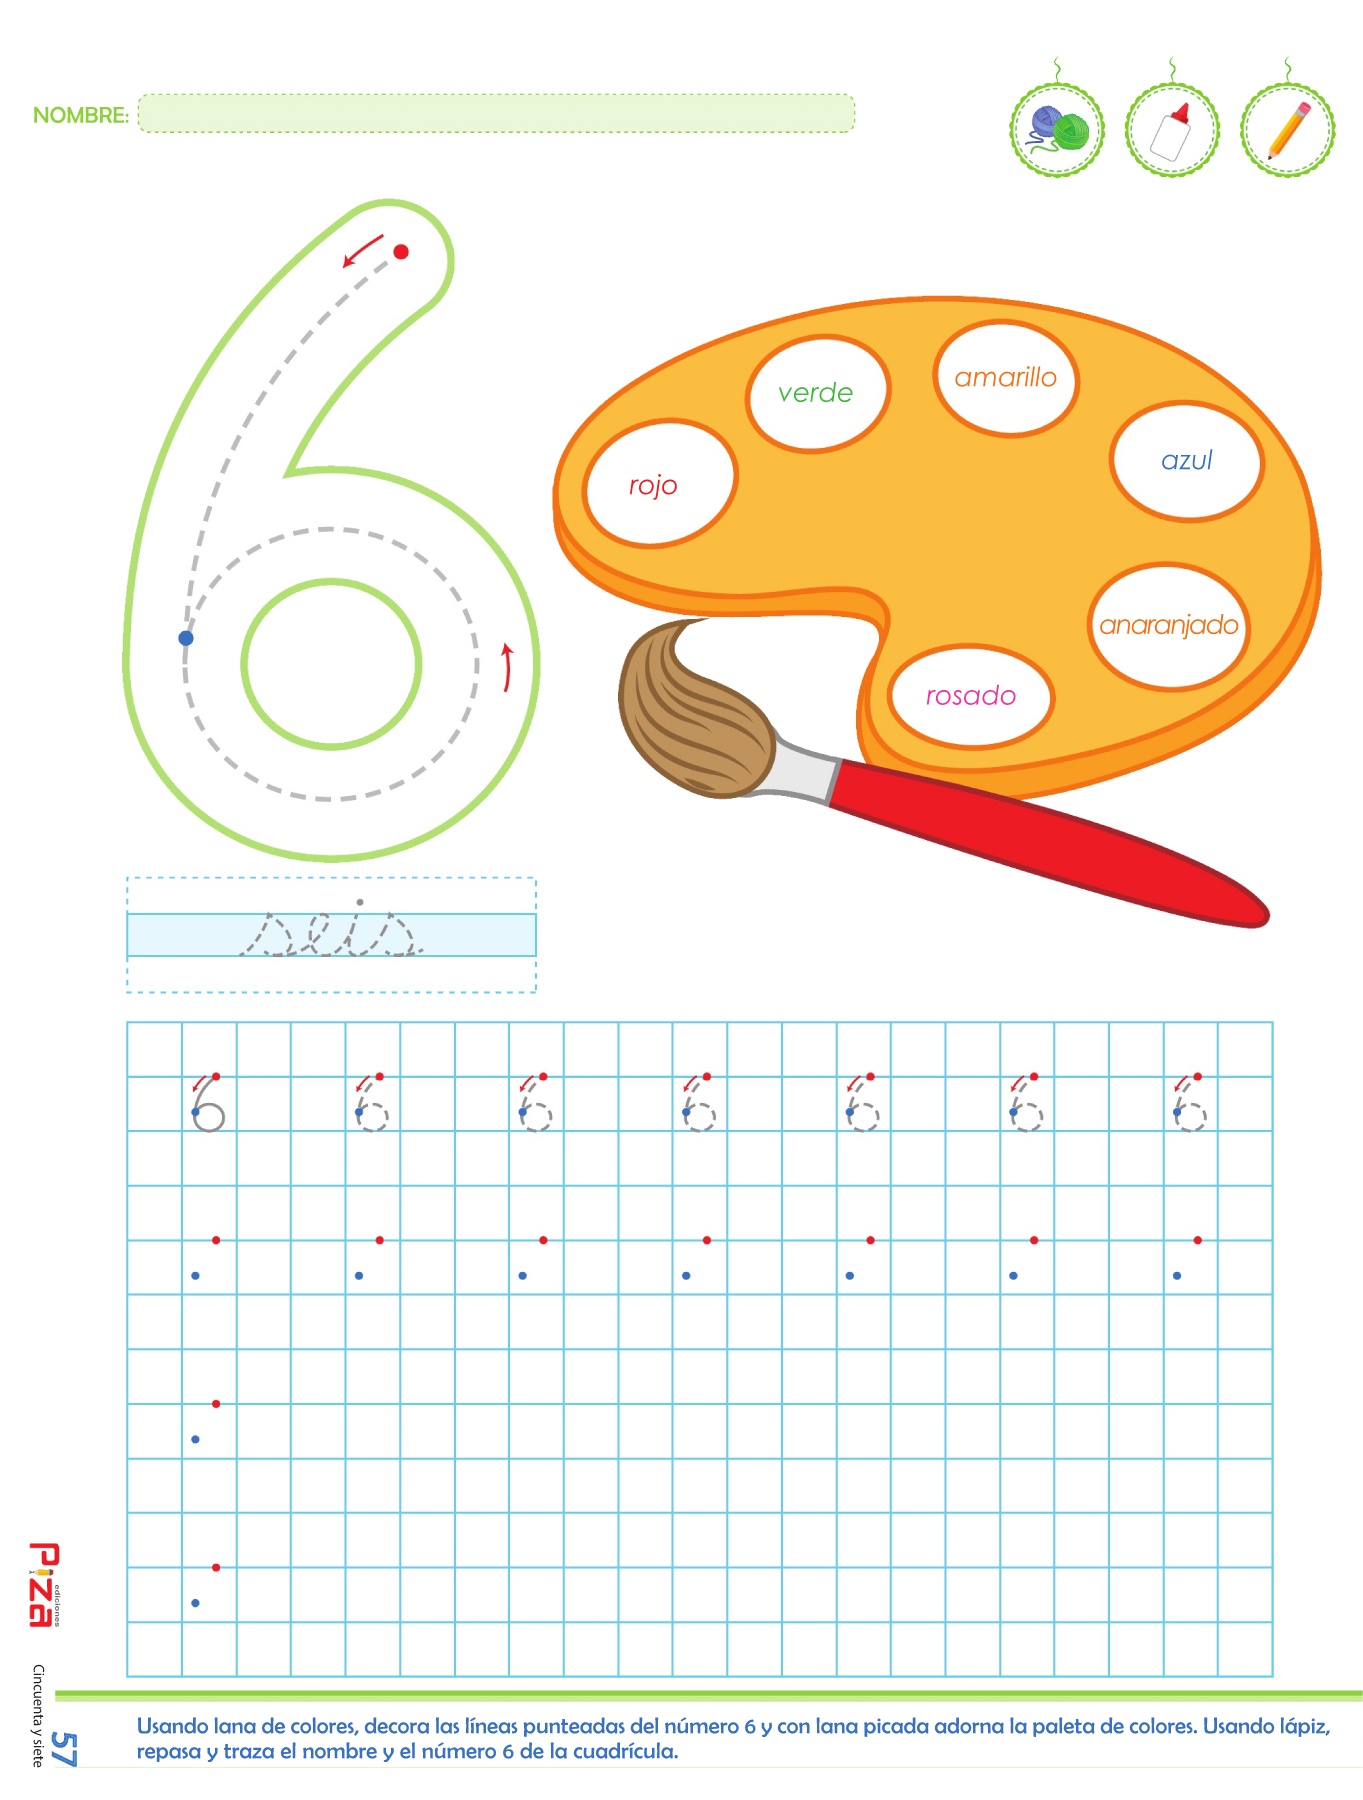 NOMBRE:
verde
amarillo
rojo
azul
anaranjado
rosado
seis
6 6 6 6 6 6 6
Piza
ediciones
Cincuenta y siete
57
Usando lana de colores, decora las líneas punteadas del número 6 y con lana picada adorna la paleta de colores. Usando lápiz,
repasa y traza el nombre y el número 6 de la cuadrícula.